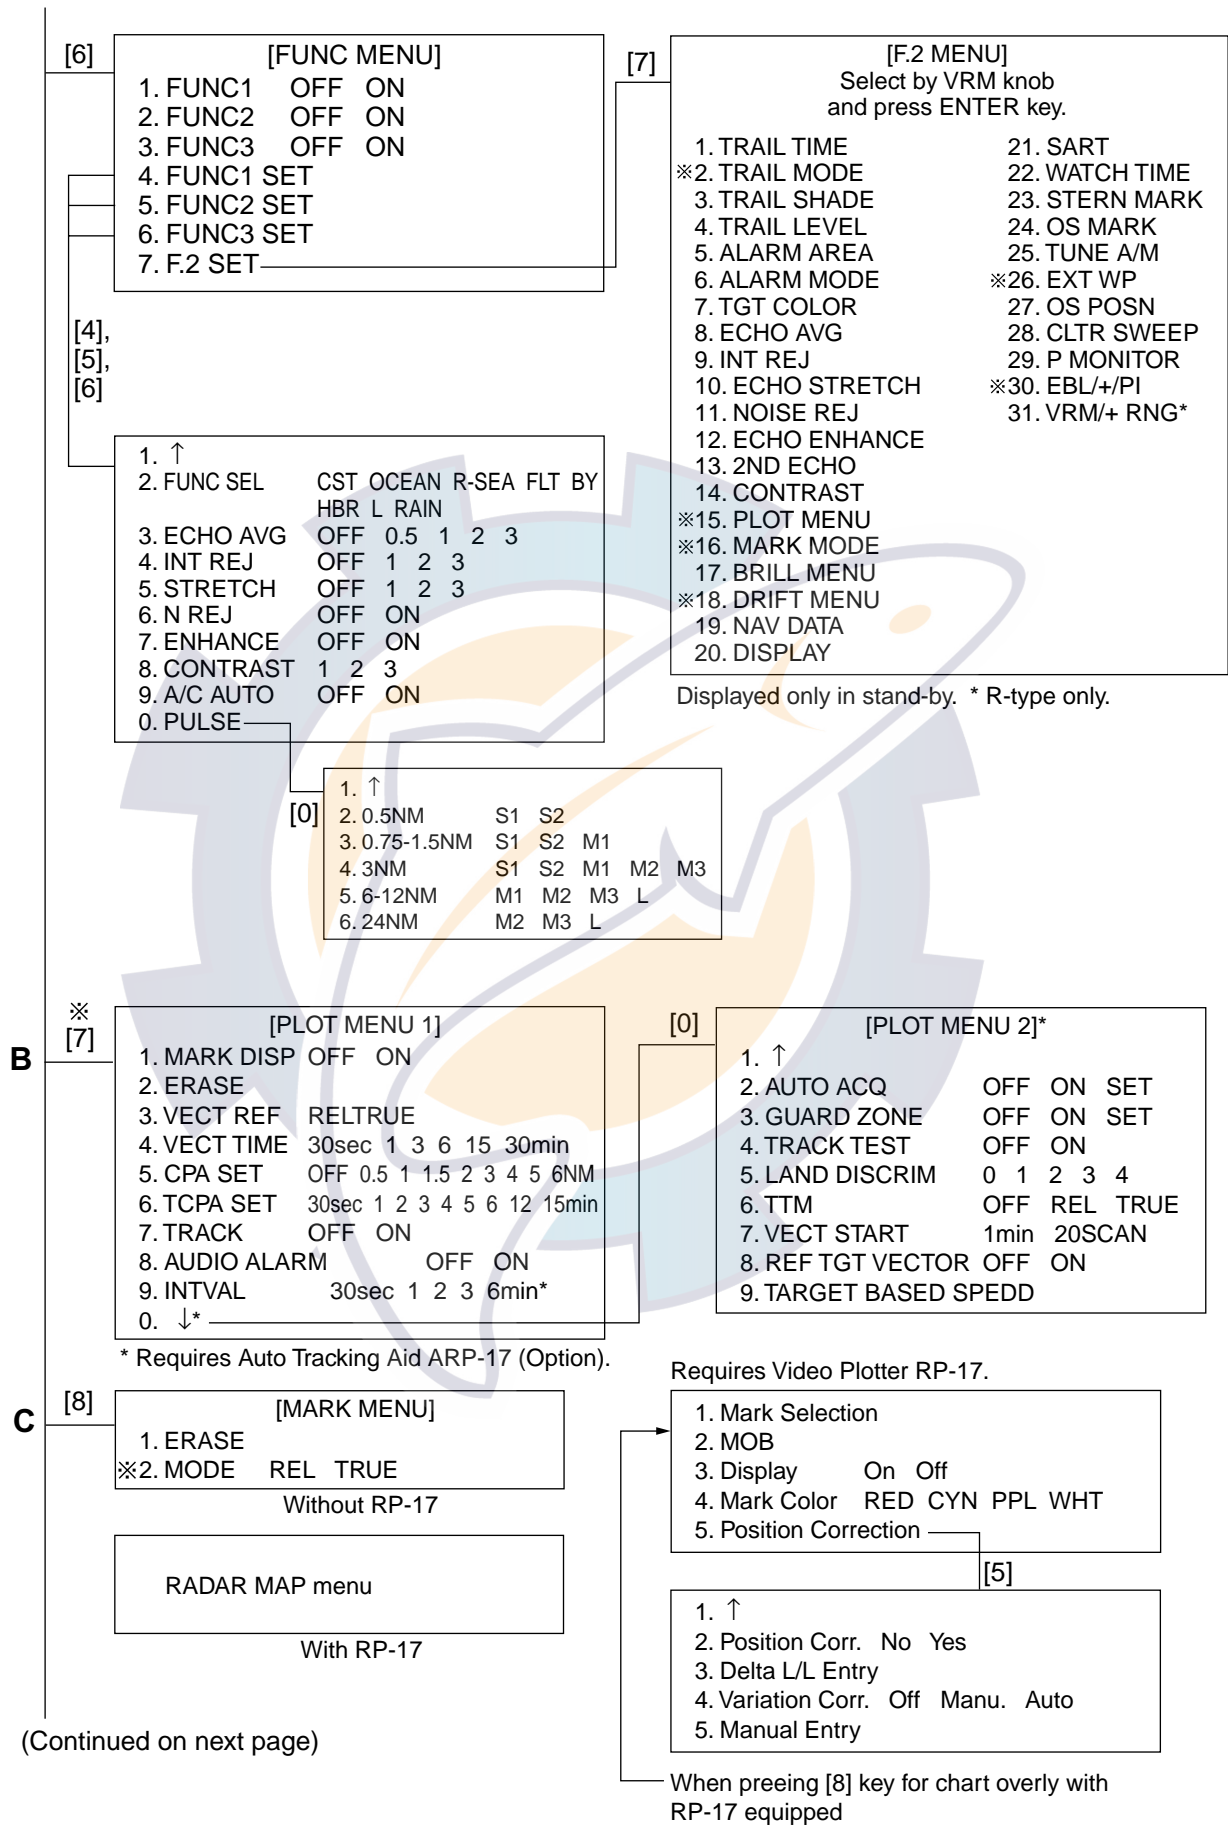 [6]
[FUNC MENU]
1. FUNC1 OFF ON
2. FUNC2 OFF ON
3. FUNC3 OFF ON
4. FUNC1 SET
5. FUNC2 SET
6. FUNC3 SET
7. F.2 SET
[7]
[F.2 MENU]
Select by VRM knob
and press ENTER key.
1. TRAIL TIME
※2. TRAIL MODE
3. TRAIL SHADE
4. TRAIL LEVEL
5. ALARM AREA
6. ALARM MODE
7. TGT COLOR
8. ECHO AVG
9. INT REJ
10. ECHO STRETCH
11. NOISE REJ
12. ECHO ENHANCE
13. 2ND ECHO
14. CONTRAST
※15. PLOT MENU
※16. MARK MODE
17. BRILL MENU
※18. DRIFT MENU
19. NAV DATA
20. DISPLAY
21. SART
22. WATCH TIME
23. STERN MARK
24. OS MARK
25. TUNE A/M
※26. EXT WP
27. OS POSN
28. CLTR SWEEP
29. P MONITOR
※30. EBL/+/PI
31. VRM/+ RNG*
Displayed only in stand-by. * R-type only.
[4],
[5],
[6]
1. ↑
2. FUNC SEL CST OCEAN R-SEA FLT BY
HBR L RAIN
3. ECHO AVG OFF 0.5 1 2 3
4. INT REJ OFF 1 2 3
5. STRETCH OFF 1 2 3
6. N REJ OFF ON
7. ENHANCE OFF ON
8. CONTRAST 1 2 3
9. A/C AUTO OFF ON
0. PULSE
[0]
1. ↑
2. 0.5NM S1 S2
3. 0.75-1.5NM S1 S2 M1
4. 3NM S1 S2 M1 M2 M3
5. 6-12NM M1 M2 M3 L
6. 24NM M2 M3 L
B
※
[7]
[PLOT MENU 1]
1. MARK DISP OFF ON
2. ERASE
3. VECT REF RELTRUE
4. VECT TIME 30sec 1 3 6 15 30min
5. CPA SET OFF 0.5 1 1.5 2 3 4 5 6NM
6. TCPA SET 30sec 1 2 3 4 5 6 12 15min
7. TRACK OFF ON
8. AUDIO ALARM OFF ON
9. INTVAL 30sec 1 2 3 6min*
0. ↓*
* Requires Auto Tracking Aid ARP-17 (Option).
[0]
[PLOT MENU 2]*
1. ↑
2. AUTO ACQ OFF ON SET
3. GUARD ZONE OFF ON SET
4. TRACK TEST OFF ON
5. LAND DISCRIM 0 1 2 3 4
6. TTM OFF REL TRUE
7. VECT START 1min 20SCAN
8. REF TGT VECTOR OFF ON
9. TARGET BASED SPEDD
C
[8]
[MARK MENU]
1. ERASE
※2. MODE REL TRUE
Without RP-17
RADAR MAP menu
With RP-17
Requires Video Plotter RP-17.
1. Mark Selection
2. MOB
3. Display On Off
4. Mark Color RED CYN PPL WHT
5. Position Correction
[5]
1. ↑
2. Position Corr. No Yes
3. Delta L/L Entry
4. Variation Corr. Off Manu. Auto
5. Manual Entry
When preeing [8] key for chart overly with
RP-17 equipped
(Continued on next page)